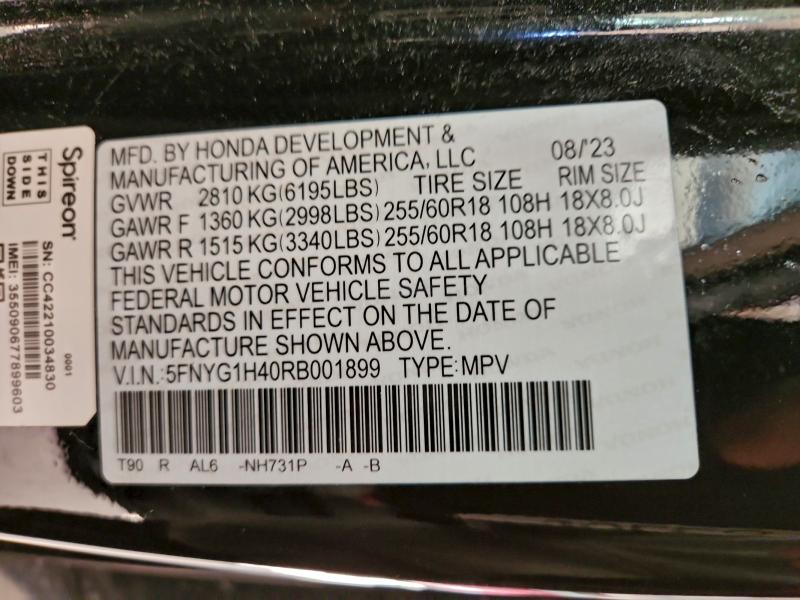 MFD. BY HONDA DEVELOPMENT &
MANUFACTURING OF AMERICA, LLC 08/'23
GVWR 2810 KG(6195LBS) TIRE SIZE RIM SIZE
GAWR F 1360 KG(2998LBS) 255/60R18 108H 18X8.0J
GAWR R 1515 KG(3340LBS) 255/60R18 108H 18X8.0J
THIS VEHICLE CONFORMS TO ALL APPLICABLE
FEDERAL MOTOR VEHICLE SAFETY
STANDARDS IN EFFECT ON THE DATE OF
MANUFACTURE SHOWN ABOVE.
V.I.N.:5FNYG1H40RB001899 TYPE:MPV
T90 R AL6 -NH731P -A -B
Spireon
THIS
SIDE
DOWN
SN: CC42210034830
0001
IMEI: 355090677899603